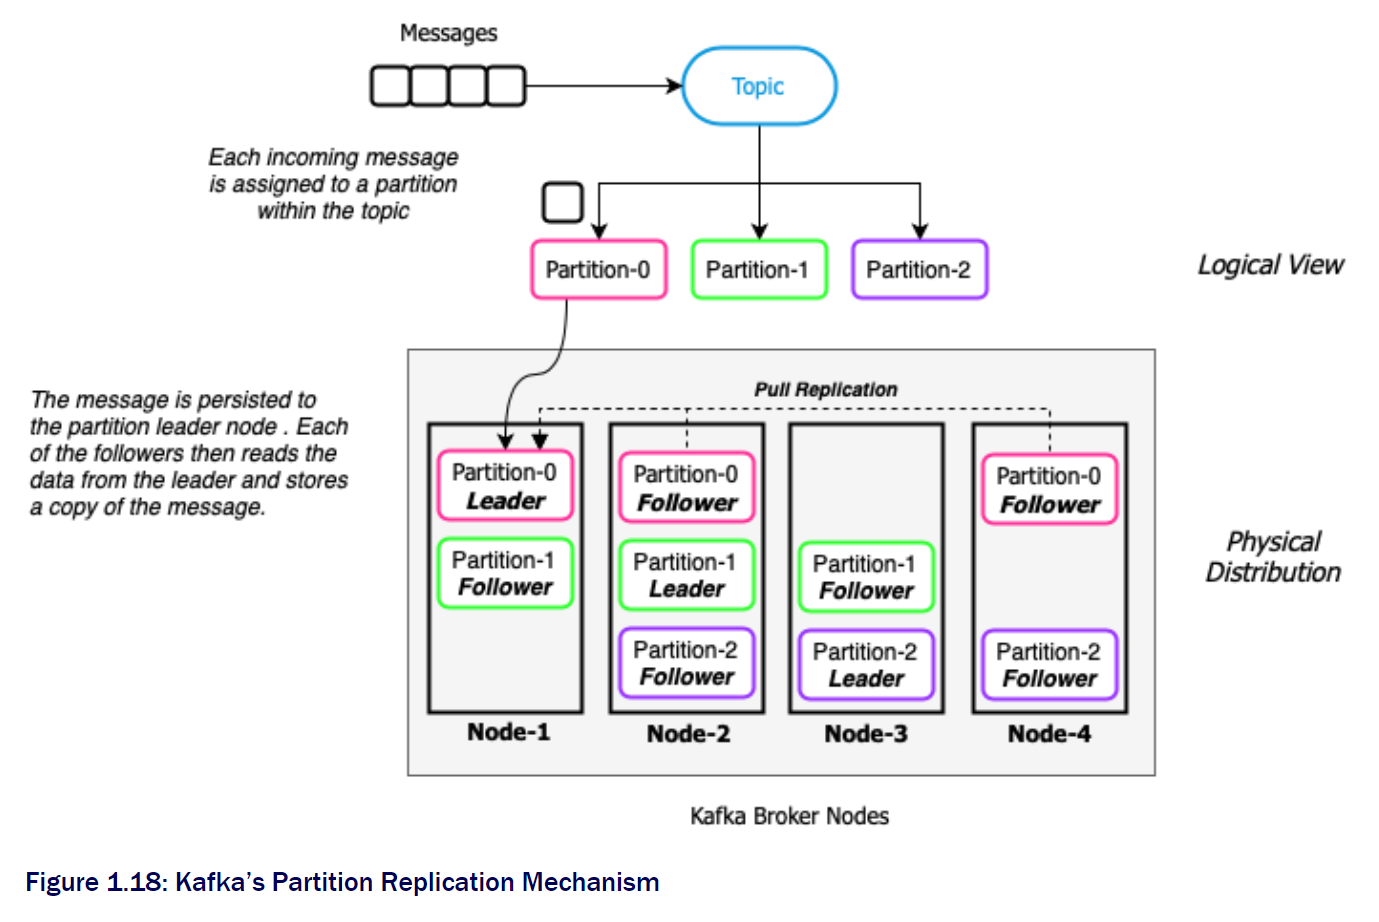 Messages
Topic
Each incoming message
is assigned to a partition
within the topic
Partition-0
Partition-1
Partition-2
Logical View
The message is persisted to
the partition leader node . Each
of the followers then reads the
data from the leader and stores
a copy of the message.
Pull Replication
Partition-0
Leader
Partition-1
Follower
Node-1
Partition-0
Follower
Partition-1
Leader
Partition-2
Follower
Node-2
Partition-1
Follower
Partition-2
Leader
Node-3
Partition-0
Follower
Partition-2
Follower
Node-4
Physical
Distribution
Kafka Broker Nodes
Figure 1.18: Kafka’s Partition Replication Mechanism